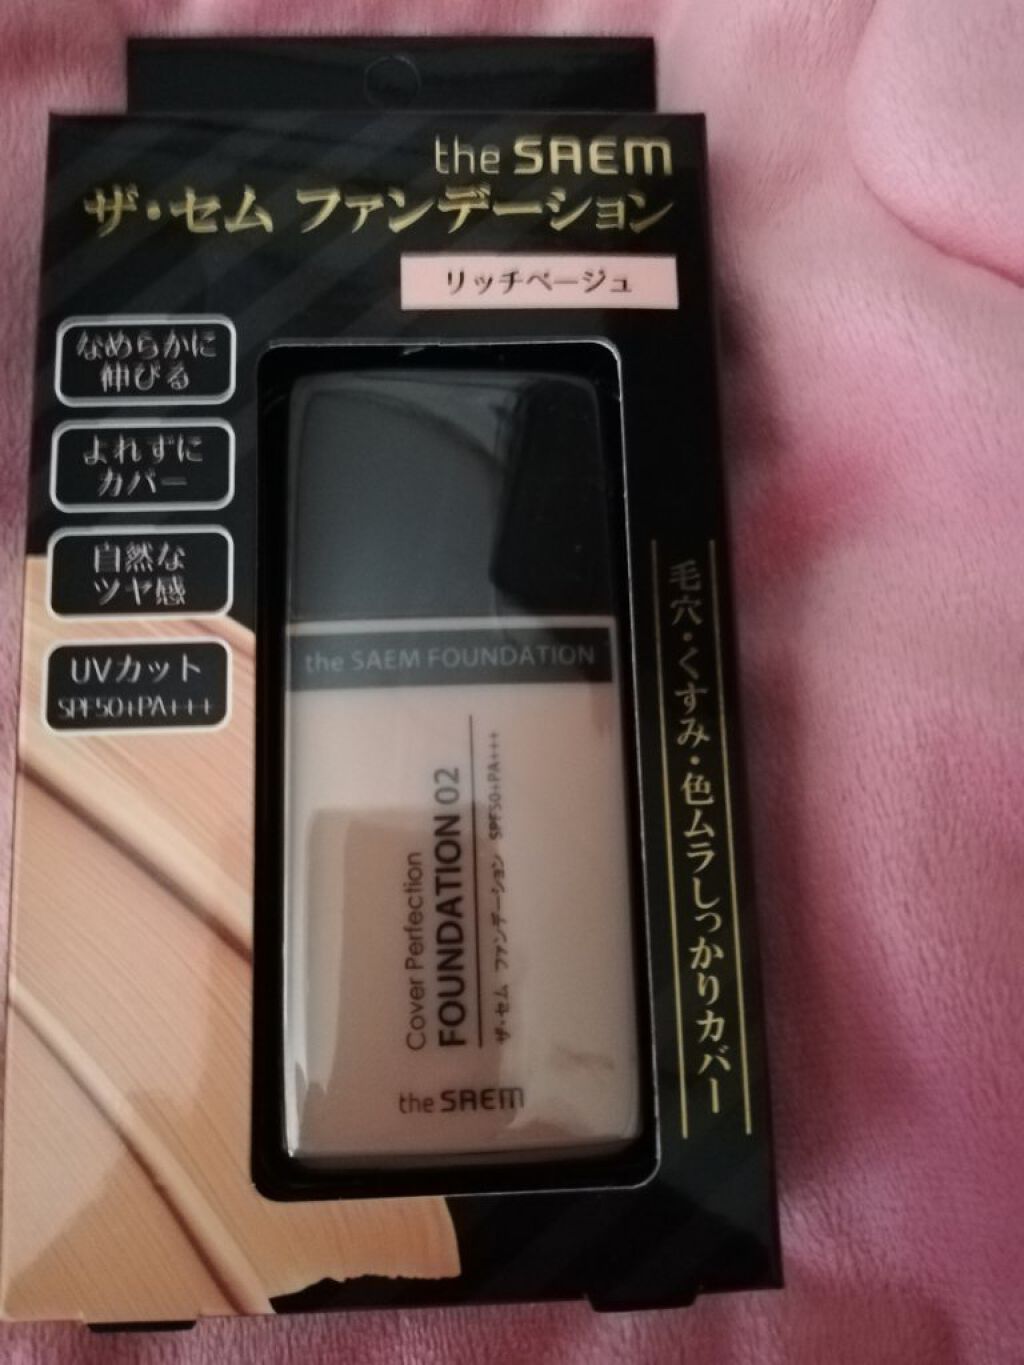 the SAEM
ザ・セム ファンデーション
リッチベージュ
なめらかに
伸びる
よれずに
カバー
自然な
ツヤ感
UVカット
SPF50+PA+++
the SAEM FOUNDATION
Cover Perfection
FOUNDATION 02
ザ・セム ファンデーション SPF50+PA+++
the SAEM
毛穴・くすみ・色ムラしっかりカバー